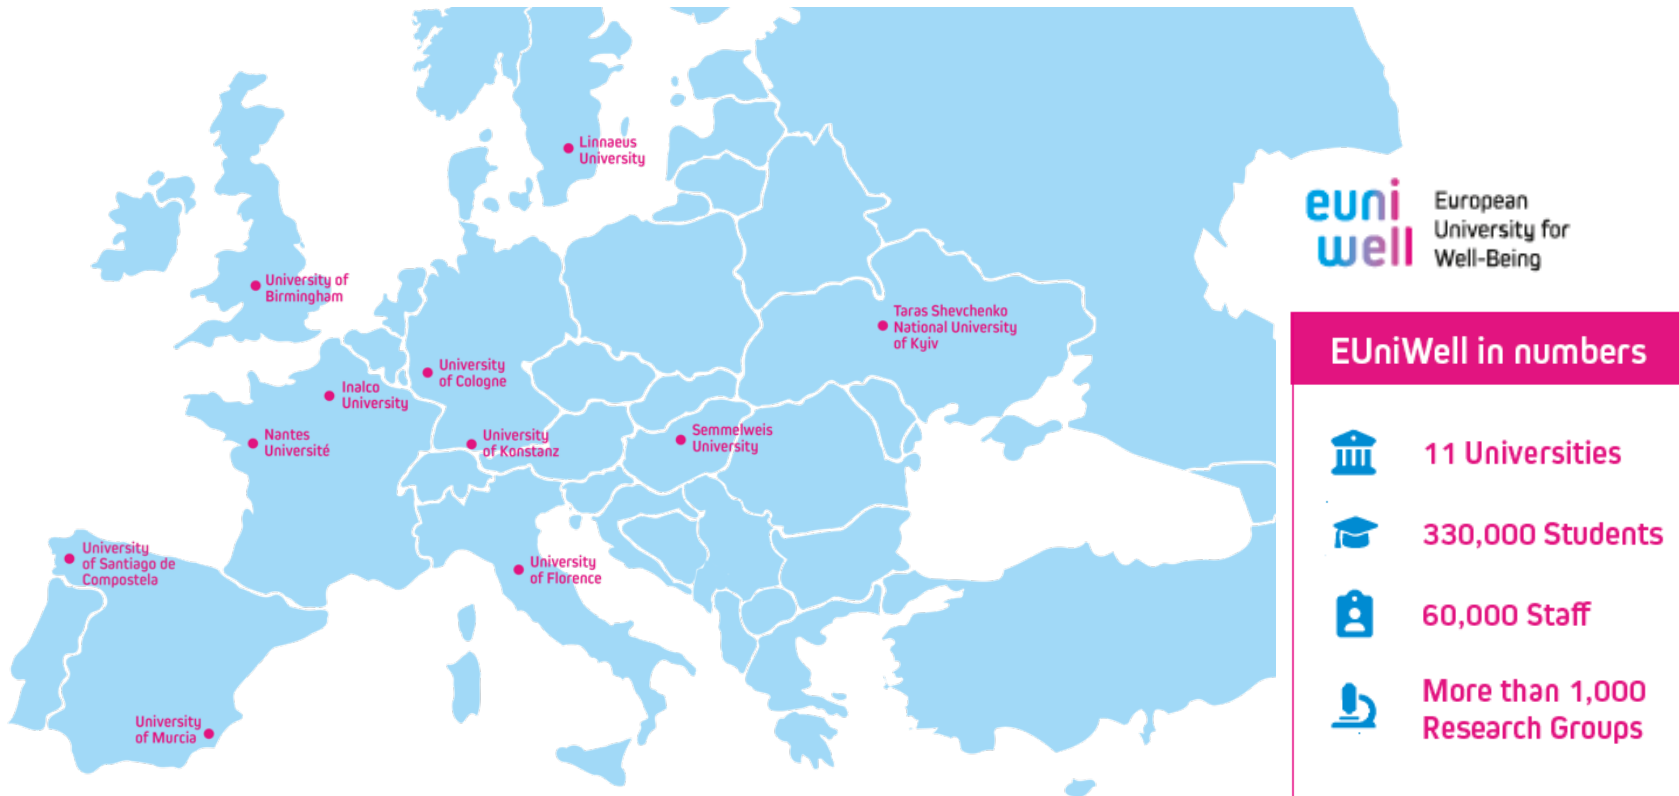 Linnaeus
University
University of
Birmingham
Taras Shevchenko
National University
of Kyiv
University
of Cologne
Inalco
University
Nantes
Université
University
of Konstanz
Semmelweis
University
University
of Santiago de
Compostela
University
of Florence
University
of Murcia
euni
well
European
University for
Well-Being
EUniWell in numbers
11 Universities
330,000 Students
60,000 Staff
More than 1,000
Research Groups